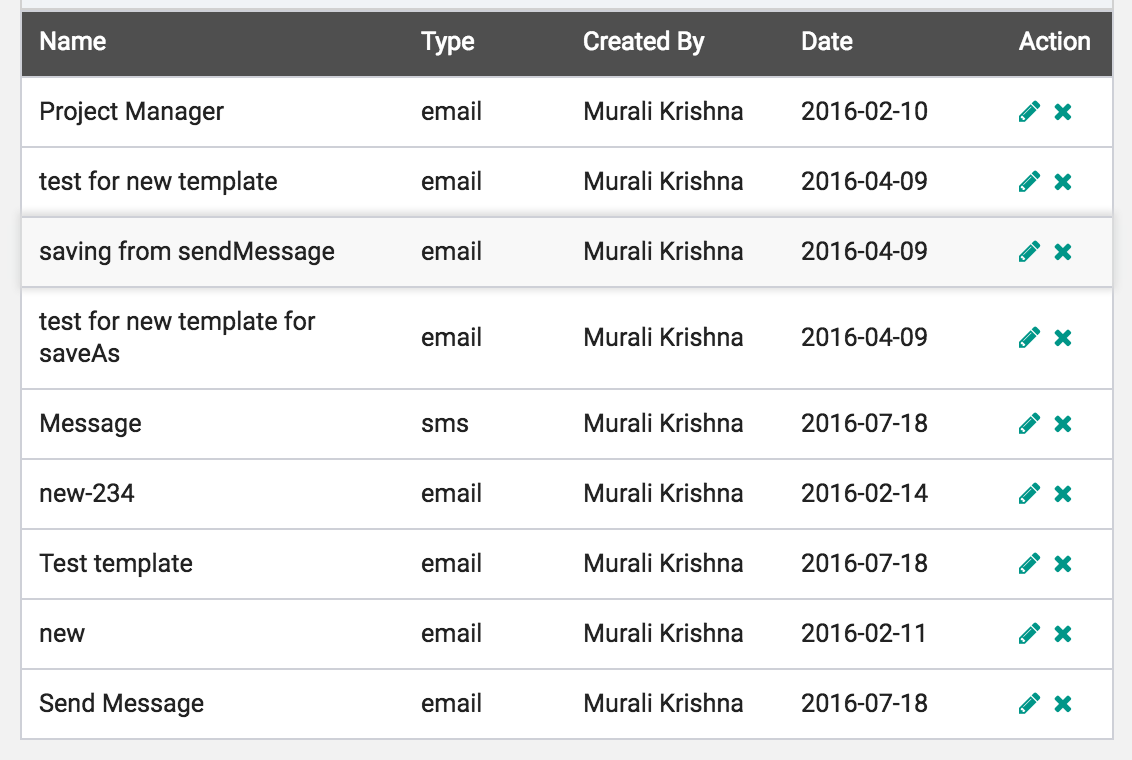 Name Type Created By Date Action
Project Manager email Murali Krishna 2016-02-10
test for new template email Murali Krishna 2016-04-09
saving from sendMessage email Murali Krishna 2016-04-09
test for new template for
saveAs email Murali Krishna 2016-04-09
Message sms Murali Krishna 2016-07-18
new-234 email Murali Krishna 2016-02-14
Test template email Murali Krishna 2016-07-18
new email Murali Krishna 2016-02-11
Send Message email Murali Krishna 2016-07-18